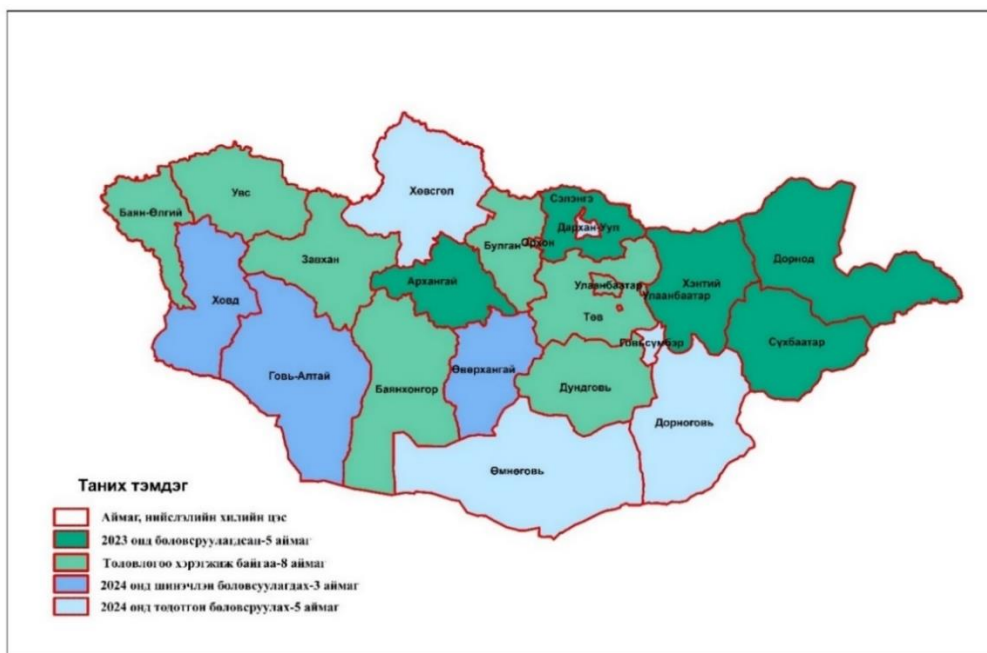 Хөвсгөл
Сэлэнгэ
Увс
Баян-Өлгий
Дархан-Уул
Орхон
Булган
Дорнод
Завхан
Архангай
Хэнтий
Улаанбаатар
Улаанбаатар
Ховд
Төв
Говьсүмбэр
Сүхбаатар
Өвөрхангай
Говь-Алтай
Баянхонгор
Дундговь
Дорноговь
Өмнөговь
Таних тэмдэг
Аймаг, нийслэлийн хилийн цэс
2023 онд боловсруулагдсан-5 аймаг
Төлөвлөгөө хэрэгжиж байгаа-8 аймаг
2024 онд шинэчлэн боловсуулагдах-3 аймаг
2024 онд тодотгон боловсруулах-5 аймаг